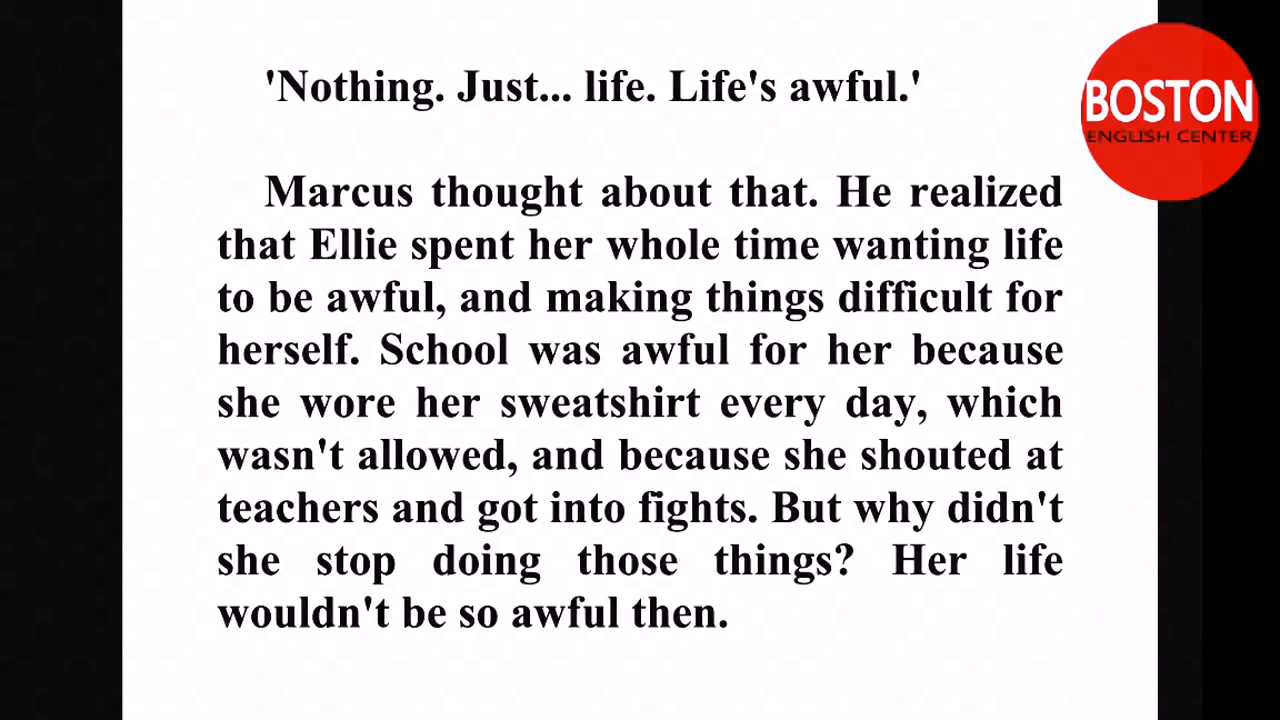 'Nothing. Just... life. Life's awful.'
BOSTON
ENGLISH CENTER
Marcus thought about that. He realized
that Ellie spent her whole time wanting life
to be awful, and making things difficult for
herself. School was awful for her because
she wore her sweatshirt every day, which
wasn't allowed, and because she shouted at
teachers and got into fights. But why didn't
she stop doing those things? Her life
wouldn't be so awful then.